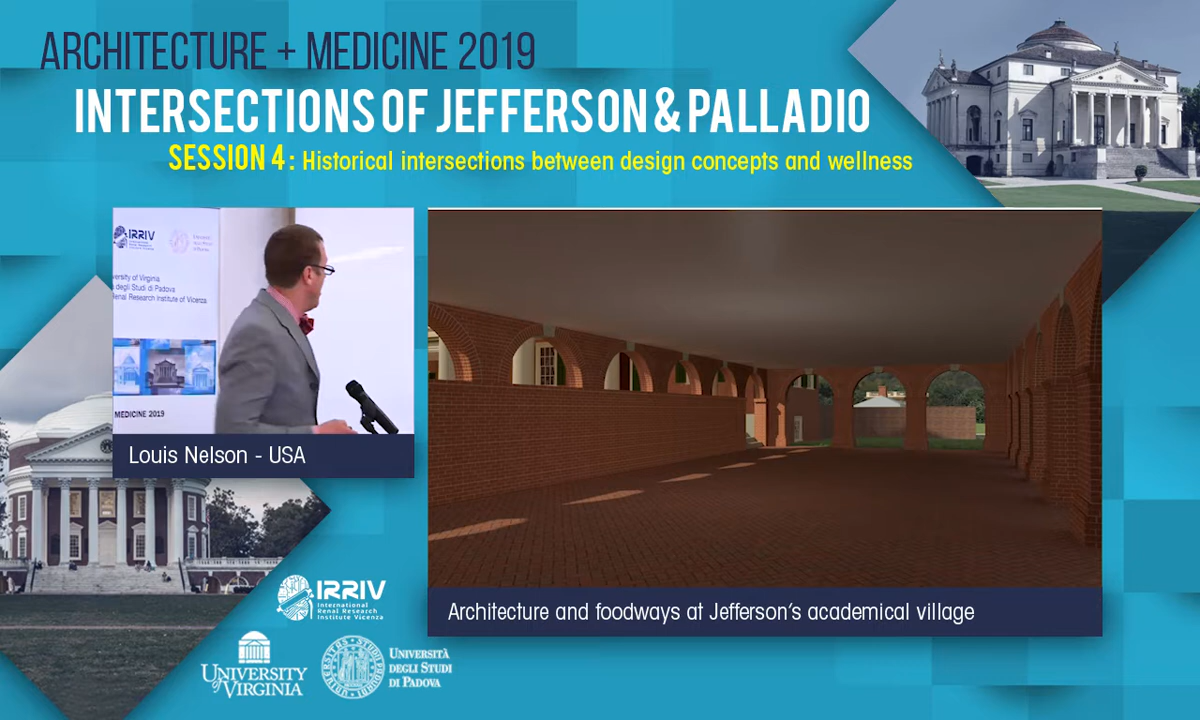 ARCHITECTURE + MEDICINE 2019
INTERSECTIONS OF JEFFERSON & PALLADIO
SESSION 4: Historical intersections between design concepts and wellness
IRRIV
versity of Virginia
degli Studi di Padova
Renal Research Institute of Vicenza
MEDICINE 2019
Louis Nelson - USA
Architecture and foodways at Jefferson's academical village
IRRIV
International
Renal Research
Institute Vicenza
UNIVERSITY
of VIRGINIA
UNIVERSITÀ
DEGLI STUDI
DI PADOVA